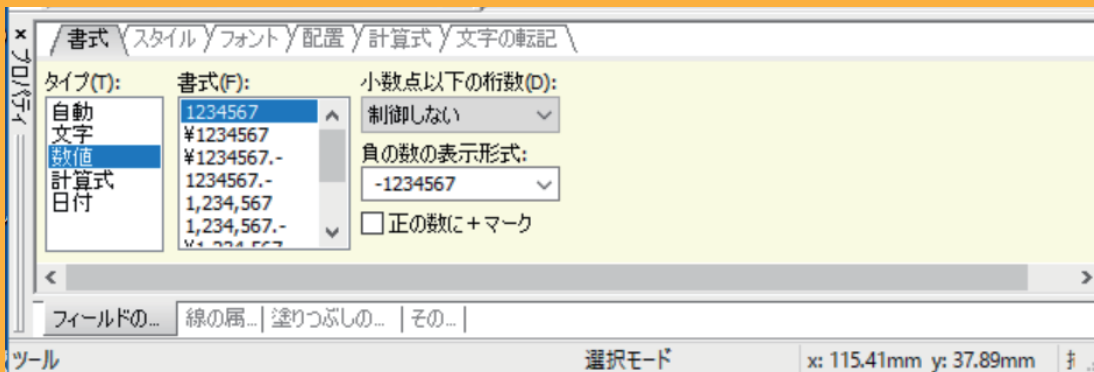 × プロパティ
書式 スタイル フォント 配置 計算式 文字の転記
タイプ(T): 書式(F): 小数点以下の桁数(D):
自動 1234567 制御しない
文字 ¥1234567
数値 ¥1234567.- 負の数の表示形式:
計算式 1234567.- -1234567
日付 1,234,567
1,234,567.- 正の数に+マーク
¥1,234,567
フィールドの... 線の属... 塗りつぶしの... その...
ツール 選択モード x: 115.41mm y: 37.89mm